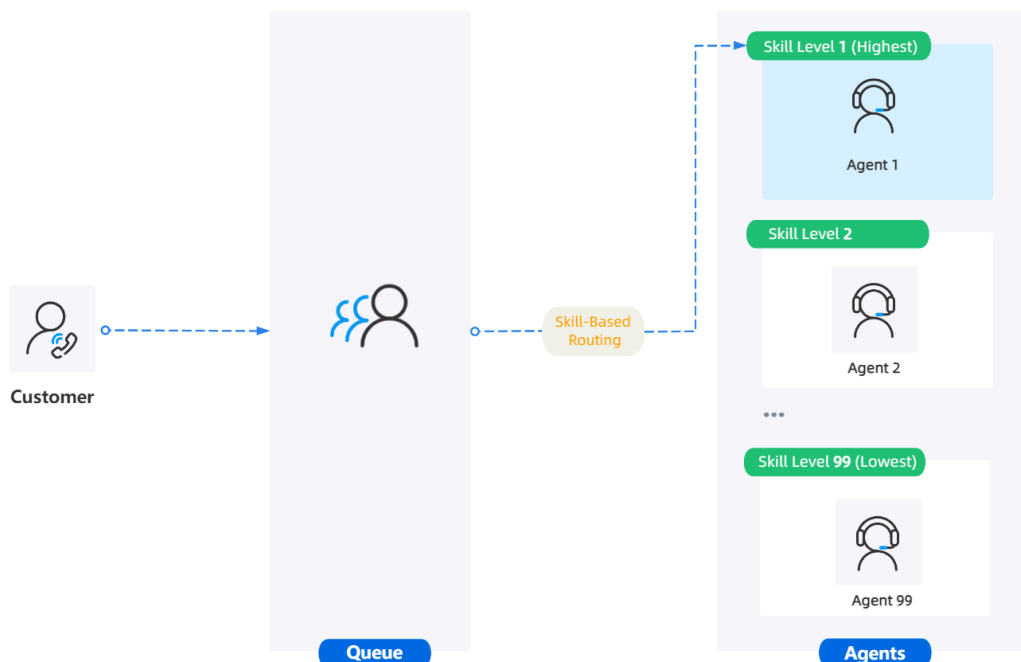 Skill Level 1 (Highest)
Agent 1
Skill Level 2
Agent 2
Customer
Skill-Based
Routing
Skill Level 99 (Lowest)
Agent 99
Queue
Agents